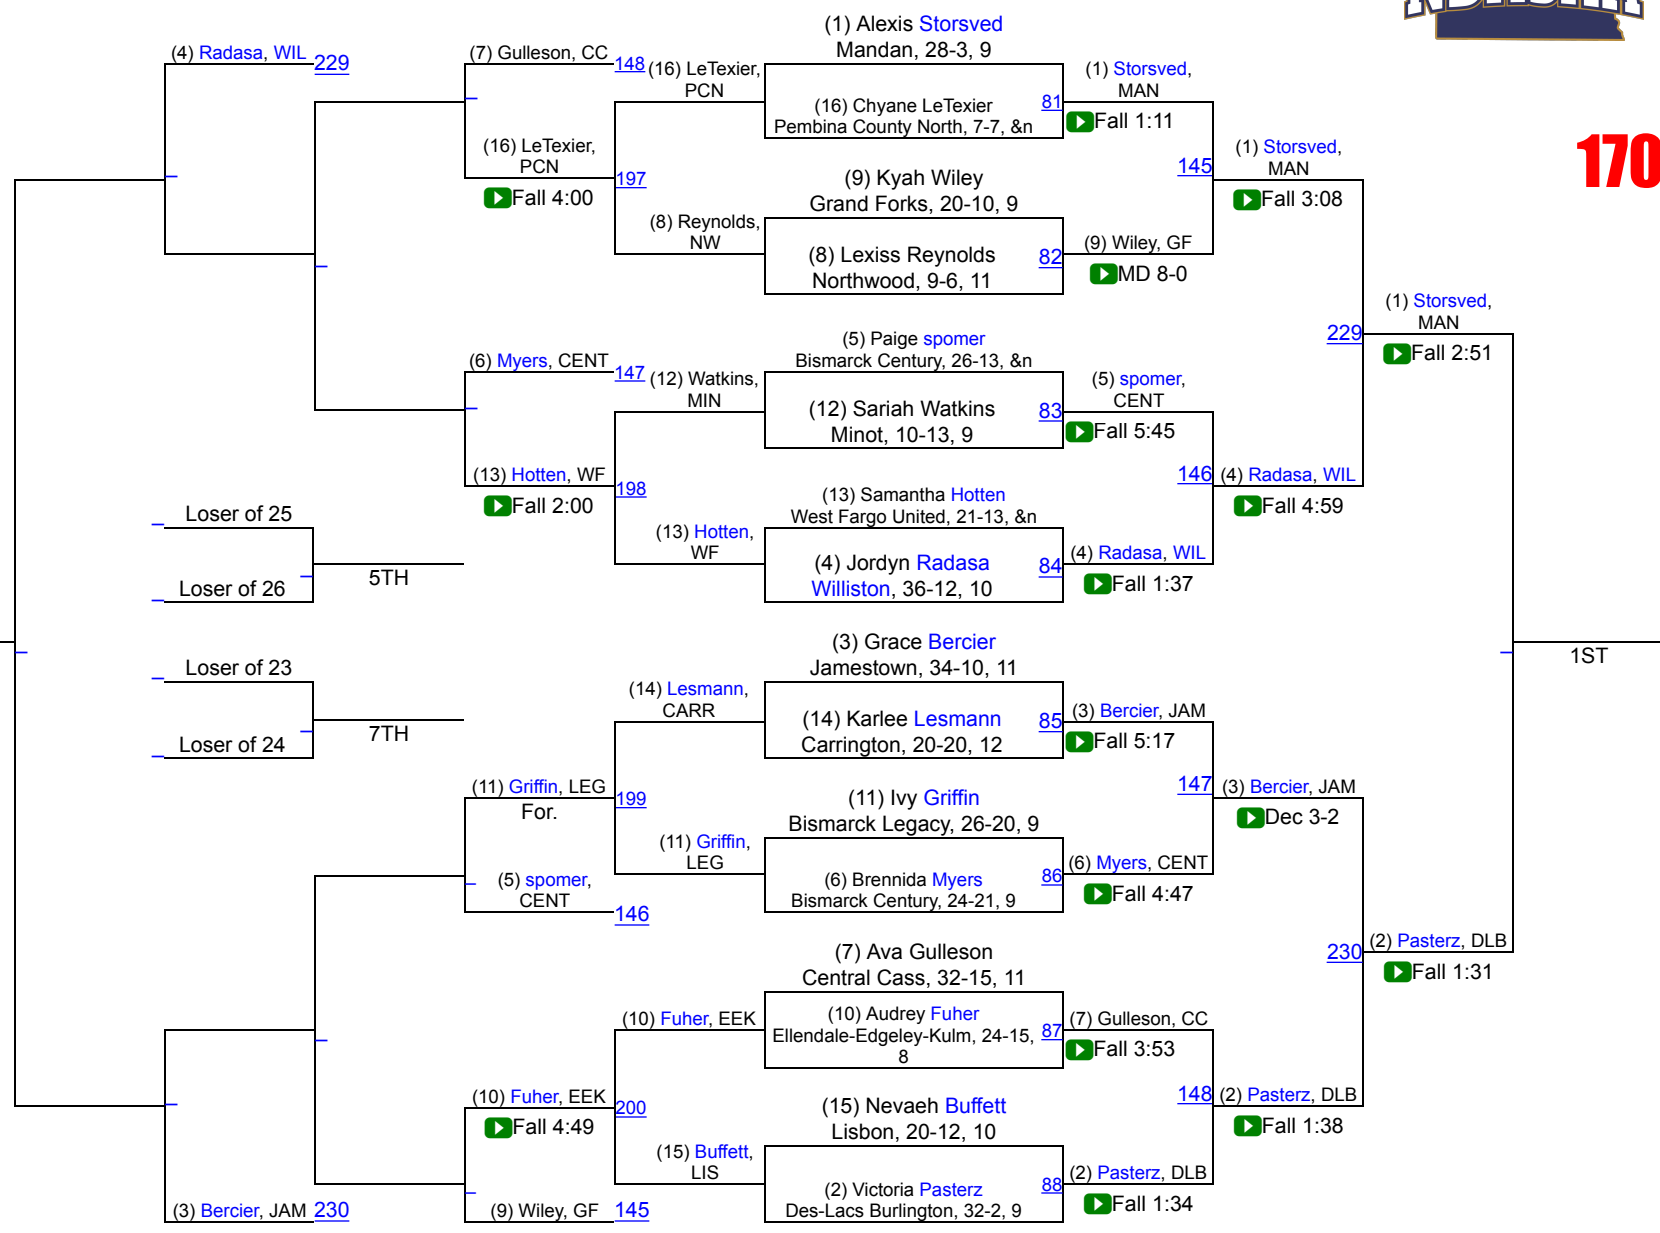 NDHSAA
170
(4) Radasa, WIL
229
(7) Gulleson, CC
148
(16) LeTexier,
PCN
Fall 4:00
197
(16) LeTexier,
PCN
(8) Reynolds,
NW
(6) Myers, CENT
147
(13) Hotten, WF
Fall 2:00
198
(12) Watkins,
MIN
(13) Hotten,
WF
Loser of 25
Loser of 26
5TH
Loser of 23
Loser of 24
7TH
(11) Griffin, LEG
For.
199
(14) Lesmann,
CARR
(11) Griffin,
LEG
(5) spomer,
CENT
146
(10) Fuher, EEK
Fall 4:49
200
(10) Fuher, EEK
(15) Buffett,
LIS
(9) Wiley, GF
145
(3) Bercier, JAM
230
(1) Alexis Storsved
Mandan, 28-3, 9
(16) Chyane LeTexier
Pembina County North, 7-7, &n
81
(9) Kyah Wiley
Grand Forks, 20-10, 9
(8) Lexiss Reynolds
Northwood, 9-6, 11
82
(5) Paige spomer
Bismarck Century, 26-13, &n
(12) Sariah Watkins
Minot, 10-13, 9
83
(13) Samantha Hotten
West Fargo United, 21-13, &n
(4) Jordyn Radasa
Williston, 36-12, 10
84
(3) Grace Bercier
Jamestown, 34-10, 11
(14) Karlee Lesmann
Carrington, 20-20, 12
85
(11) Ivy Griffin
Bismarck Legacy, 26-20, 9
(6) Brennida Myers
Bismarck Century, 24-21, 9
86
(7) Ava Gulleson
Central Cass, 32-15, 11
(10) Audrey Fuher
Ellendale-Edgeley-Kulm, 24-15,
8
87
(15) Nevaeh Buffett
Lisbon, 20-12, 10
(2) Victoria Pasterz
Des-Lacs Burlington, 32-2, 9
88
(1) Storsved,
MAN
Fall 1:11
145
(9) Wiley, GF
MD 8-0
(5) spomer,
CENT
Fall 5:45
146
(4) Radasa, WIL
Fall 1:37
(3) Bercier, JAM
Fall 5:17
147
(6) Myers, CENT
Fall 4:47
(7) Gulleson, CC
Fall 3:53
148
(2) Pasterz, DLB
Fall 1:34
(1) Storsved,
MAN
Fall 3:08
229
(4) Radasa, WIL
Fall 4:59
(3) Bercier, JAM
Dec 3-2
230
(2) Pasterz, DLB
Fall 1:38
(1) Storsved,
MAN
Fall 2:51
(2) Pasterz, DLB
Fall 1:31
1ST